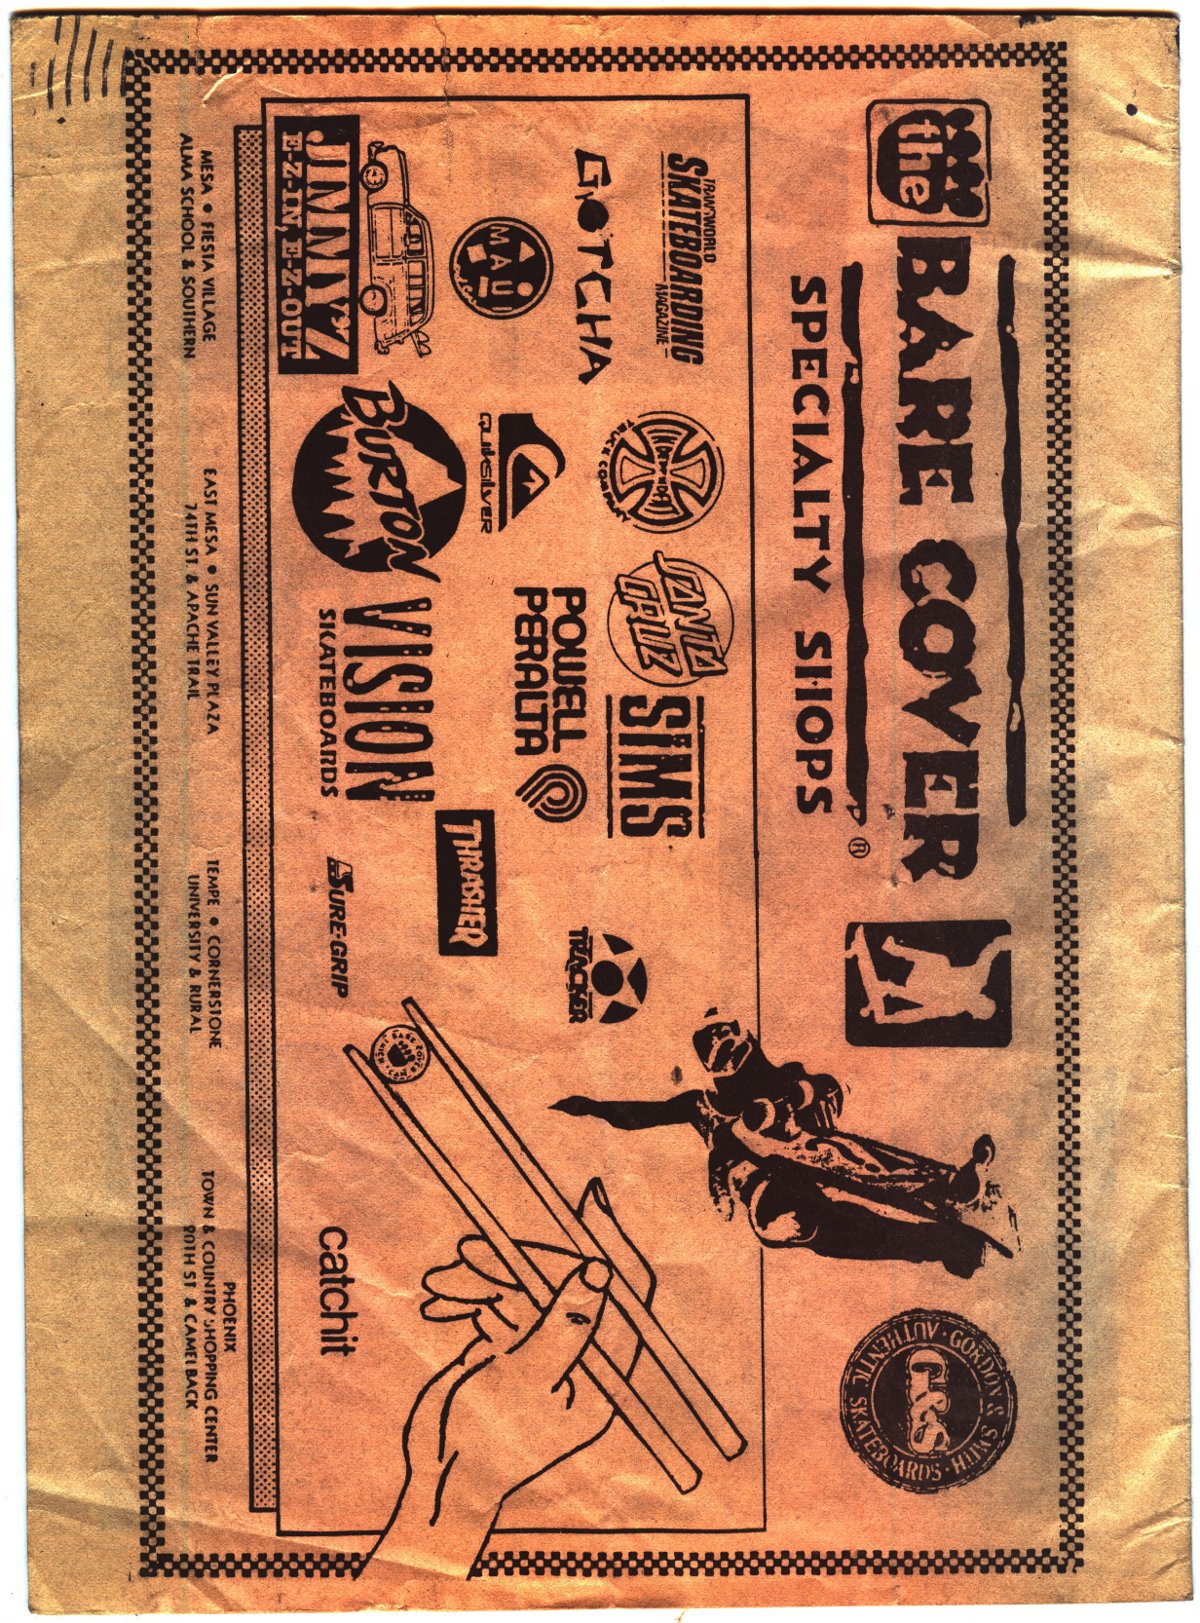 the BARE COVER
SPECIALTY SHOPS ®
G&S
GORDON & SMITH
AUTHENTIC SKATEBOARDS
TRANSWORLD
SKATEBOARDING
MAGAZINE
INDEPENDENT
TRUCK COMPANY
SANTA
CRUZ
SIMS
TRACKER
GOTCHA
MAUI
QUIKSILVER
POWELL
PERALTA
THRASHER
JIMMY'Z
E-Z-IN E-Z-OUT
BURTON
VISION
SKATEBOARDS
SURE-GRIP
catchit
MESA • FIESTA VILLAGE
ALMA SCHOOL & SOUTHERN
EAST MESA • SUN VALLEY PLAZA
74TH ST & APACHE TRAIL
TEMPE • CORNERSTONE
UNIVERSITY & RURAL
PHOENIX
TOWN & COUNTRY SHOPPING CENTER
20TH ST & CAMELBACK